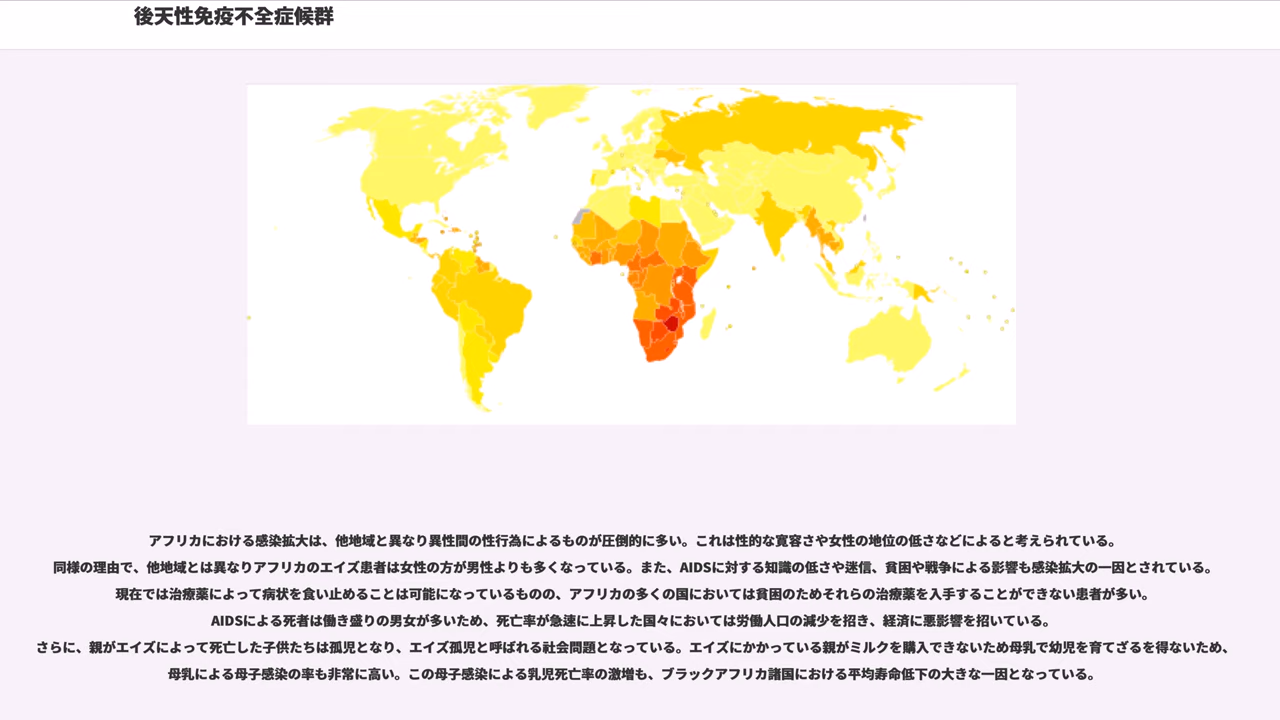 後天性免疫不全症候群
アフリカにおける感染拡大は、他地域と異なり異性間の性行為によるものが圧倒的に多い。これは性的な寛容さや女性の地位の低さなどによると考えられている。
同様の理由で、他地域とは異なりアフリカのエイズ患者は女性の方が男性よりも多くなっている。また、AIDSに対する知識の低さや迷信、貧困や戦争による影響も感染拡大の一因とされている。
現在では治療薬によって病状を食い止めることは可能になっているものの、アフリカの多くの国においては貧困のためそれらの治療薬を入手することができない患者が多い。
AIDSによる死者は働き盛りの男女が多いため、死亡率が急速に上昇した国々においては労働人口の減少を招き、経済に悪影響を招いている。
さらに、親がエイズによって死亡した子供たちは孤児となり、エイズ孤児と呼ばれる社会問題となっている。エイズにかかっている親がミルクを購入できないため母乳で幼児を育てざるを得ないため、
母乳による母子感染の率も非常に高い。この母子感染による乳児死亡率の激増も、ブラックアフリカ諸国における平均寿命低下の大きな一因となっている。